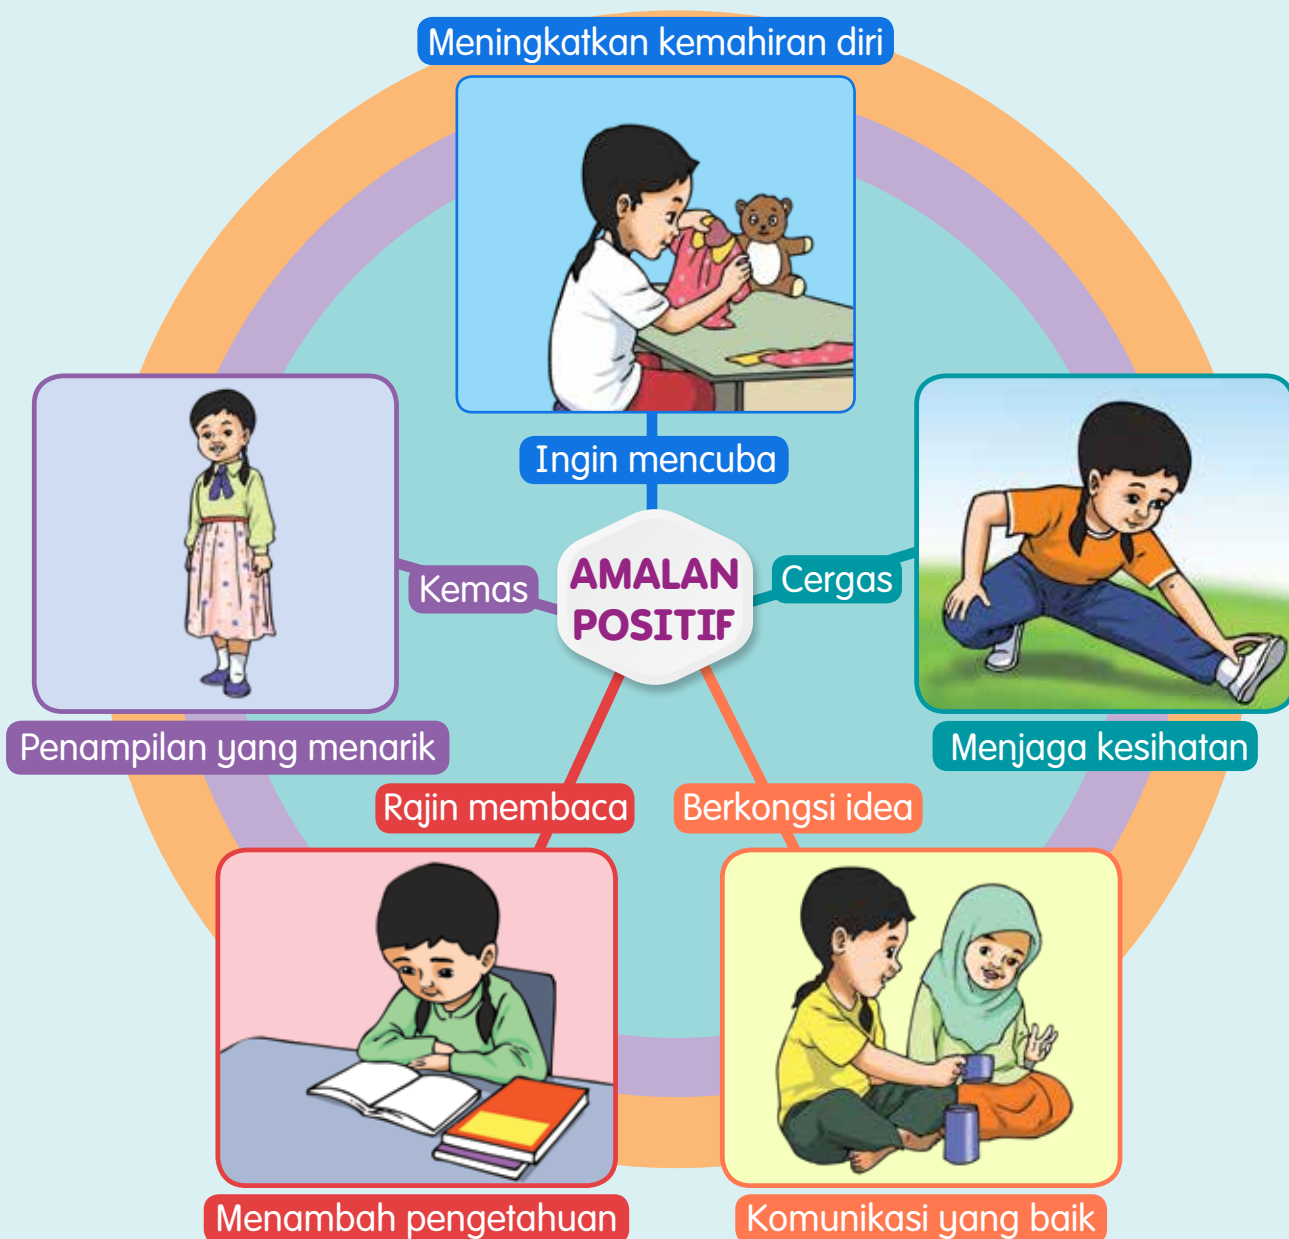 Meningkatkan kemahiran diri
Ingin mencuba
AMALAN
POSITIF
Kemas
Cergas
Penampilan yang menarik
Menjaga kesihatan
Rajin membaca
Berkongsi idea
Menambah pengetahuan
Komunikasi yang baik